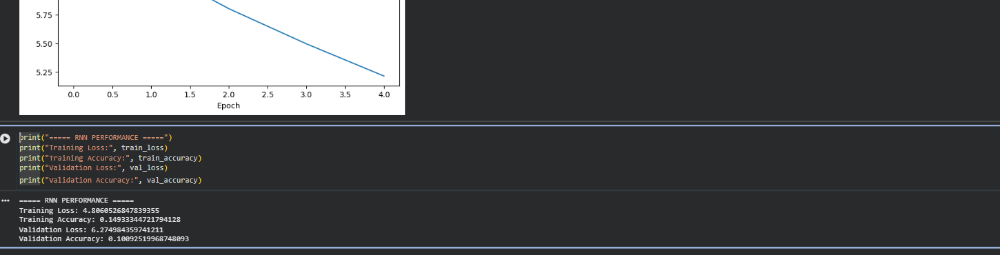 5.75
5.50
5.25
0.0 0.5 1.0 1.5 2.0 2.5 3.0 3.5 4.0
Epoch
print("===== RNN PERFORMANCE =====")
print("Training Loss:", train_loss)
print("Training Accuracy:", train_accuracy)
print("Validation Loss:", val_loss)
print("Validation Accuracy:", val_accuracy)
===== RNN PERFORMANCE =====
Training Loss: 4.8060526847839355
Training Accuracy: 0.14933344721794128
Validation Loss: 6.274984359741211
Validation Accuracy: 0.10092519968748093